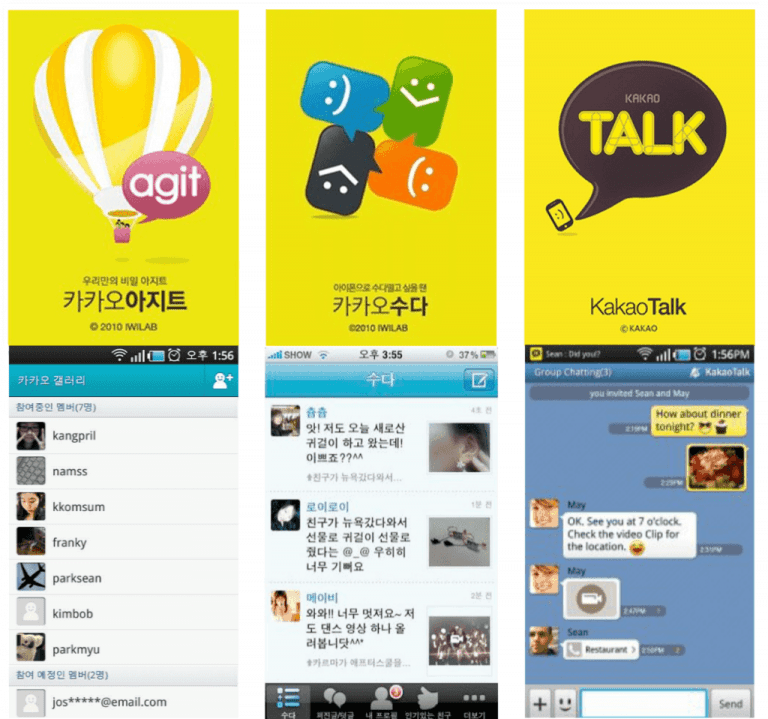 agit
우리만의 비밀 아지트
카카오아지트
© 2010 IWILAB
오후 1:56
카카오 갤러리
참여중인 멤버(7명)
kangpril
namss
kkomsum
franky
parksean
kimbob
parkmyu
참여 예정인 멤버(2명)
jos*****@email.com
:)
:(
아이폰으로 수다떨고 싶을 땐
카카오수다
©2010 IWILAB
SHOW
오후 3:55
37%
수다
춉춉
4초 전
앗! 저도 오늘 새로산
귀걸이 하고 왔는데!
이쁘죠??^^
#친구가 뉴욕갔다와서...
로이로이
1분 전
친구가 뉴욕갔다와서
선물로 귀걸이 선물로
줬다는 @_@ 우히히
너무 기뻐요
메이비
2분 전
와와!! 너무 멋져요~ 저
도 댄스 영상 하나 올
려봅니닷^^*
#카르마가 애프터스쿨을...
수다
퍼진글/덧글
내 프로필
인기있는 친구
더보기
KAKAO
TALK
KakaoTalk
© KAKAO
Sean : Did you!?
1:56PM
Group Chatting(3)
KakaoTalk
you invited Sean and May
How about dinner
tonight?
2:25PM
May
OK. See you at 7 o'clock.
Check the video Clip for
the location.
May
2:47PM 1
Sean
Restaurant >
2:50PM 2
Send